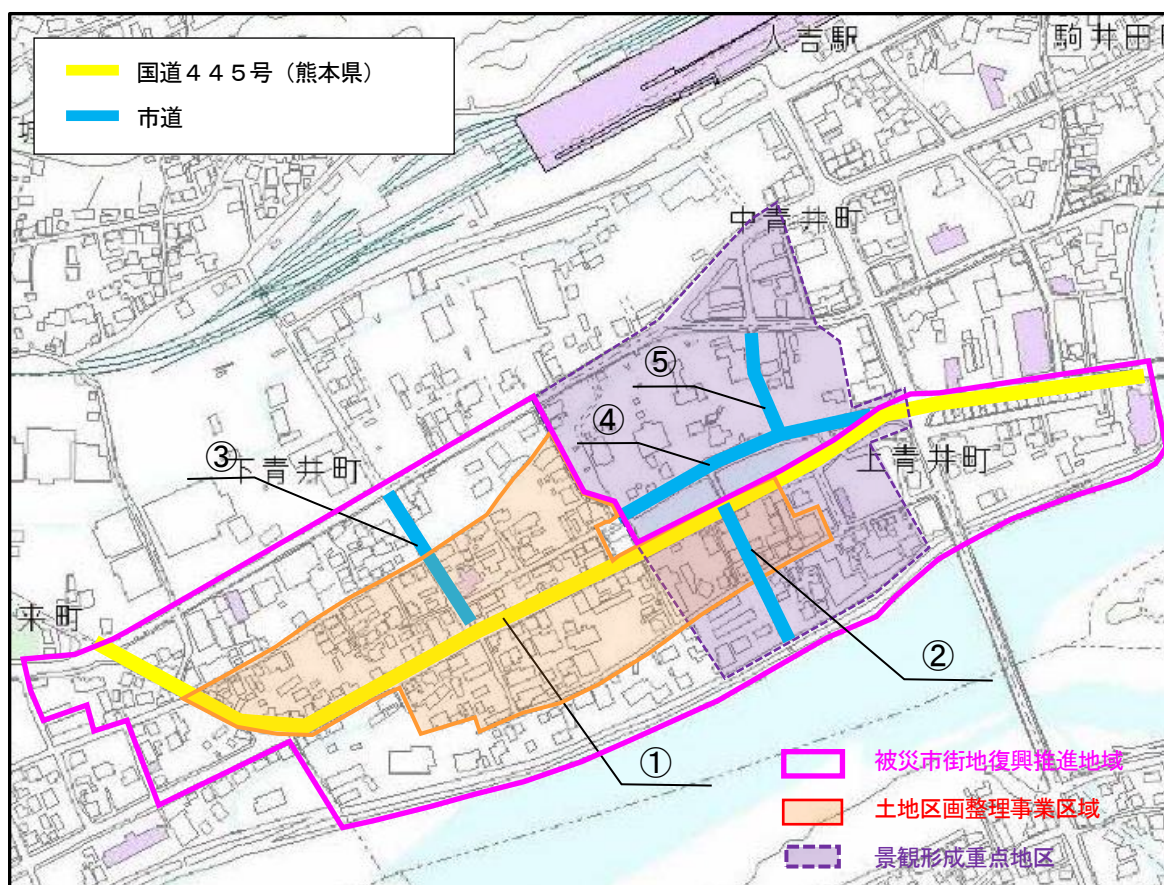 人吉駅
駒井田
国道445号（熊本県）
市道
中青井町
⑤
④
上青井町
③
下青井町
来町
②
①
被災市街地復興推進地域
土地区画整理事業区域
景観形成重点地区